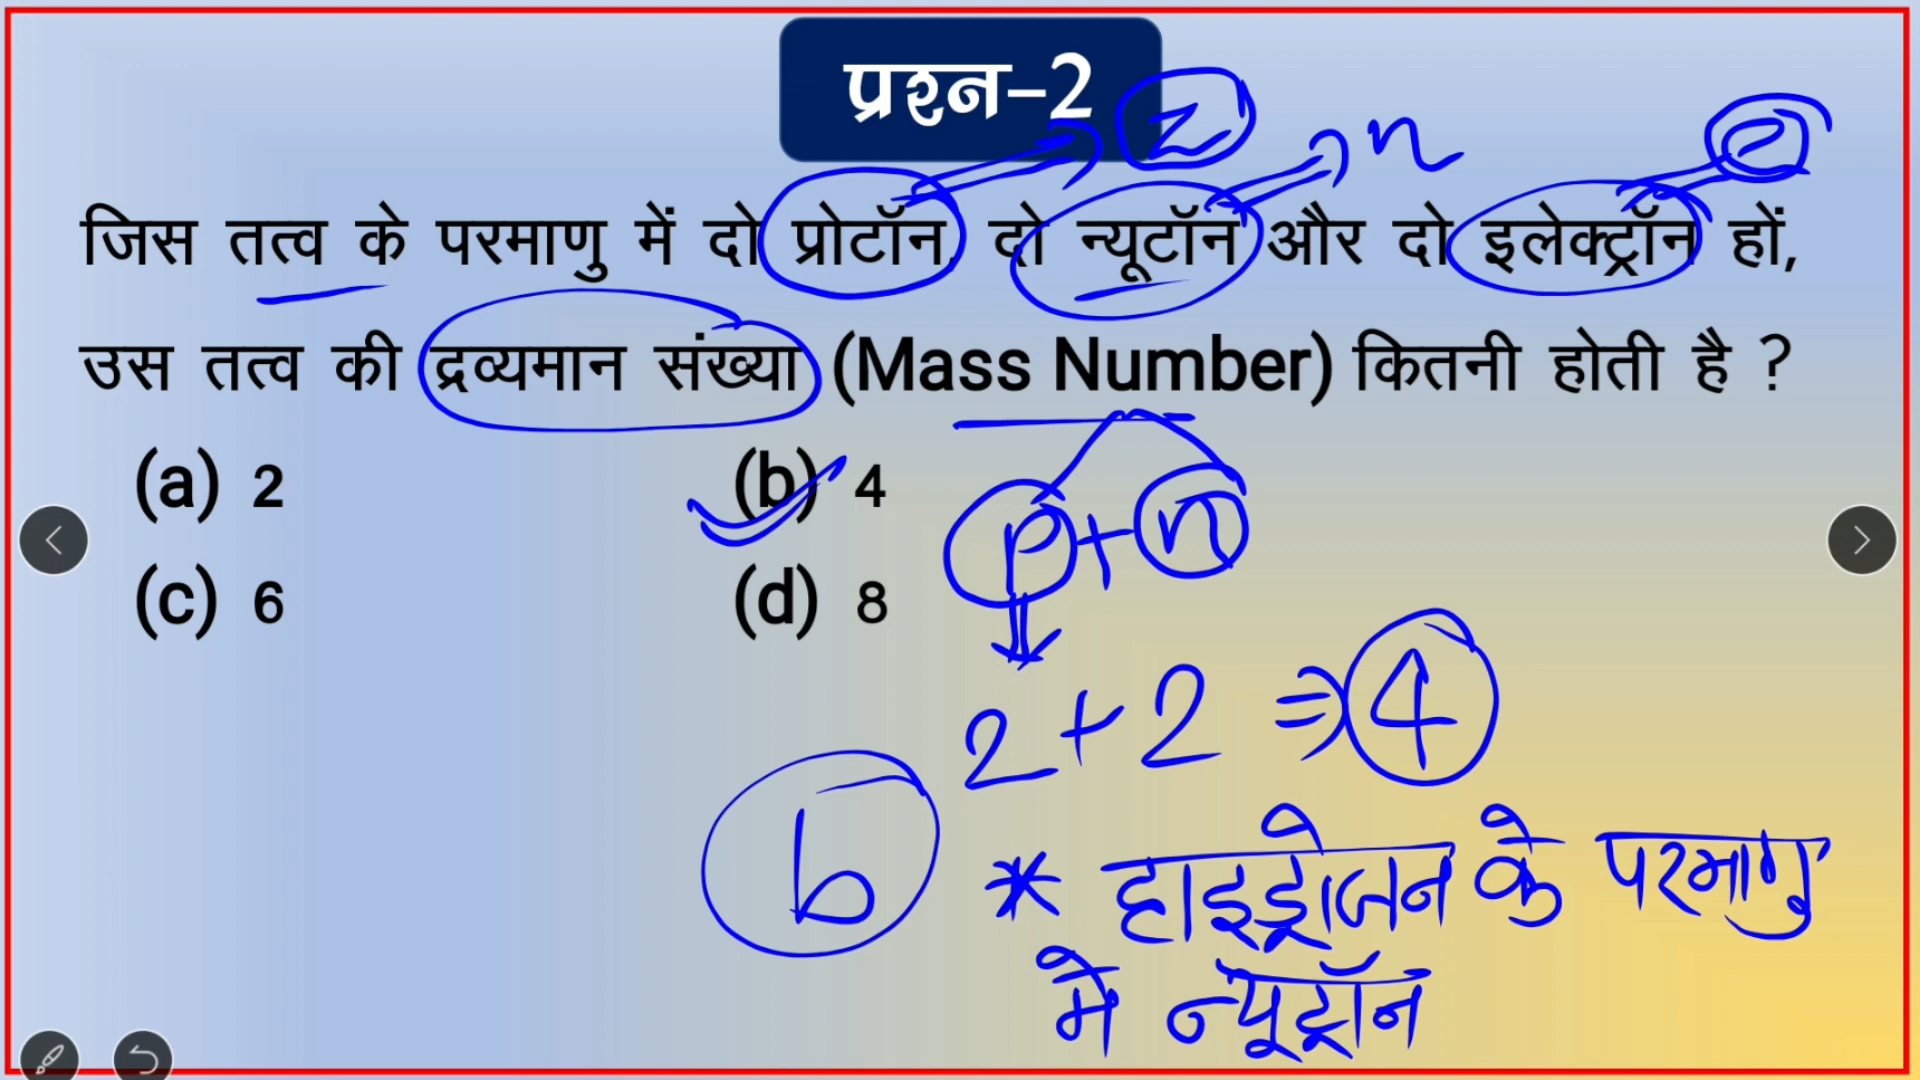 प्रश्न–2
z
n
e
जिस तत्व के परमाणु में दो प्रोटॉन, दो न्यूटॉन और दो इलेक्ट्रॉन हों,
उस तत्व की द्रव्यमान संख्या (Mass Number) कितनी होती है ?
(a) 2 (b) 4
(c) 6 (d) 8
p+n
2+2 ⇒ 4
b
* हाइड्रोजन के परमाणु
मे न्यूट्रॉन